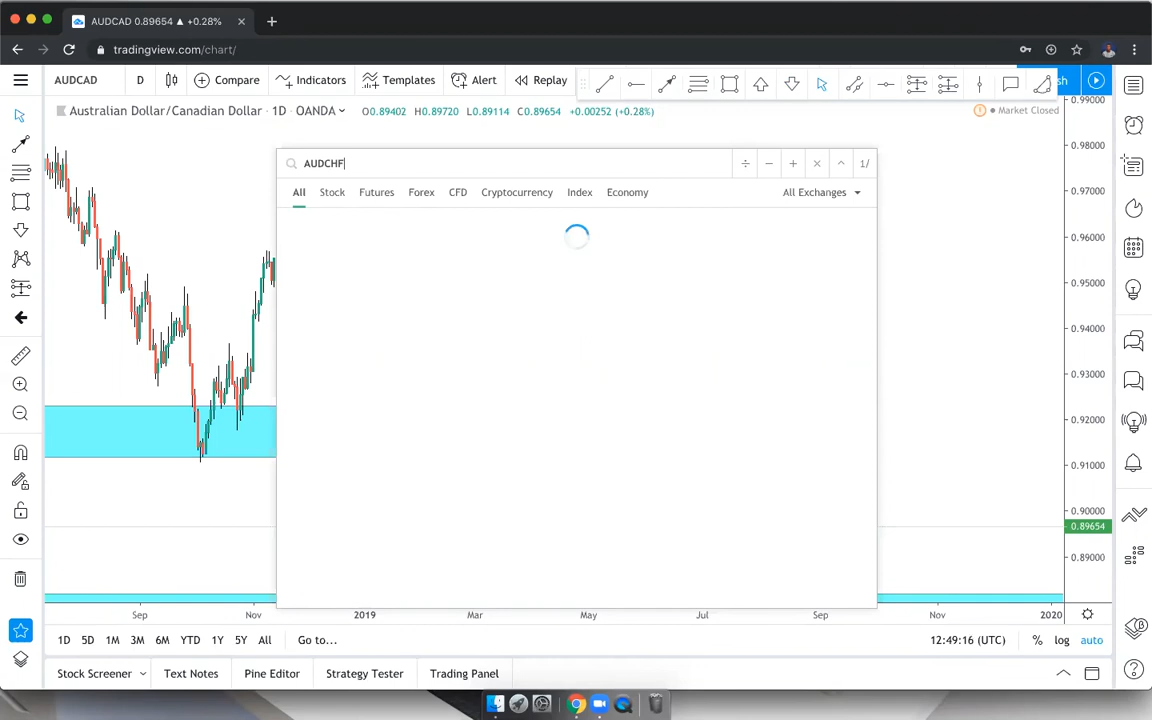 AUDCAD 0.89654 ▲ +0.28%
tradingview.com/chart/
AUDCAD D Compare Indicators Templates Alert Replay sh
Australian Dollar/Canadian Dollar · 1D · OANDA O0.89402 H0.89720 L0.89114 C0.89654 +0.00252 (+0.28%) Market Closed
AUDCHF ÷ − + × ^ 1/
All Stock Futures Forex CFD Cryptocurrency Index Economy All Exchanges
0.99000
0.98000
0.97000
0.96000
0.95000
0.94000
0.93000
0.92000
0.91000
0.90000
0.89654
0.89000
Sep Nov 2019 Mar May Jul Sep Nov 2020
1D 5D 1M 3M 6M YTD 1Y 5Y All Go to... 12:49:16 (UTC) % log auto
Stock Screener Text Notes Pine Editor Strategy Tester Trading Panel